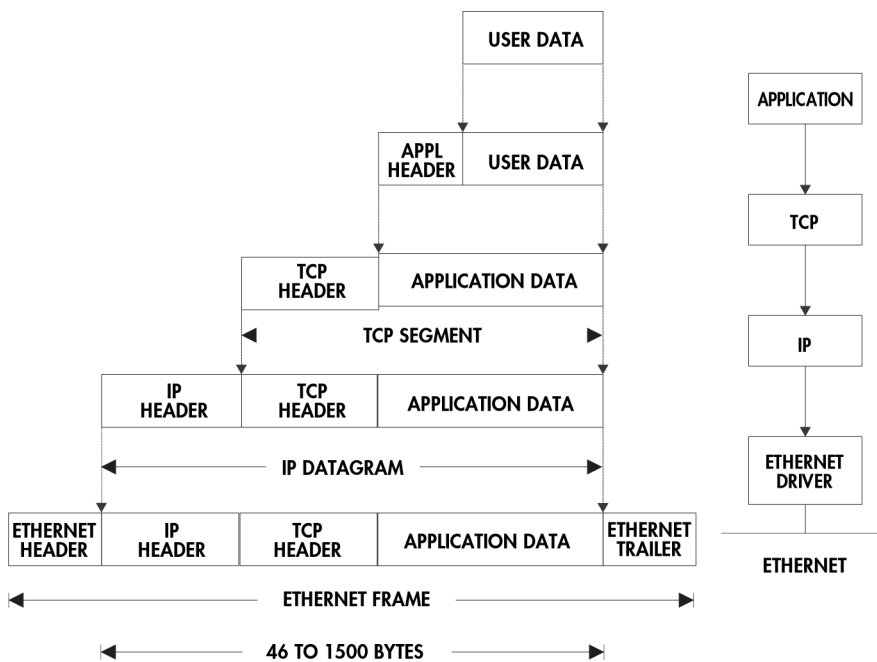 USER DATA
APPL
HEADER
USER DATA
TCP
HEADER
APPLICATION DATA
TCP SEGMENT
IP
HEADER
TCP
HEADER
APPLICATION DATA
IP DATAGRAM
ETHERNET
HEADER
IP
HEADER
TCP
HEADER
APPLICATION DATA
ETHERNET
TRAILER
ETHERNET FRAME
46 TO 1500 BYTES
APPLICATION
TCP
IP
ETHERNET
DRIVER
ETHERNET